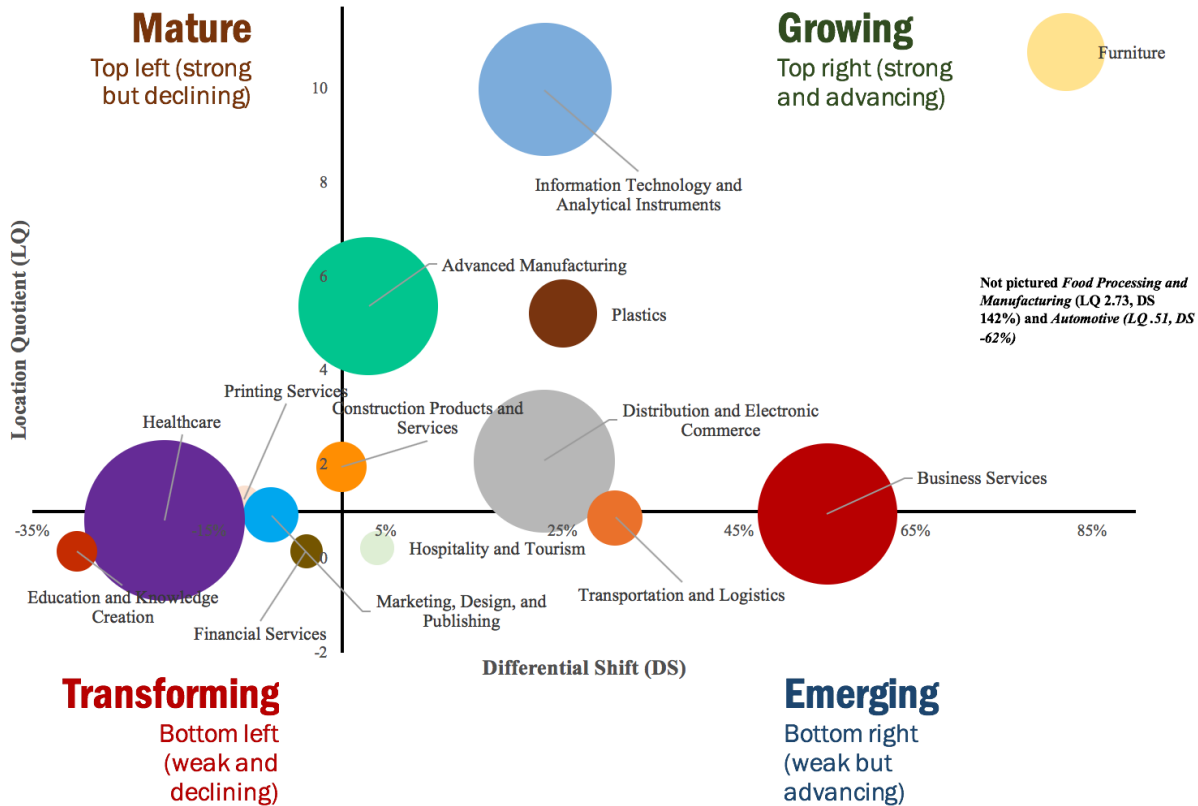 Mature
Top left (strong
but declining)
Growing
Top right (strong
and advancing)
Furniture
10
8
6
4
2
0
-2
Location Quotient (LQ)
Information Technology and
Analytical Instruments
Advanced Manufacturing
Plastics
Not pictured Food Processing and
Manufacturing (LQ 2.73, DS
142%) and Automotive (LQ .51, DS
-62%)
Printing Services
Healthcare
Construction Products and
Services
Distribution and Electronic
Commerce
Business Services
-35%
-15%
5%
25%
45%
65%
85%
Hospitality and Tourism
Education and Knowledge
Creation
Financial Services
Marketing, Design, and
Publishing
Transportation and Logistics
Differential Shift (DS)
Transforming
Bottom left
(weak and
declining)
Emerging
Bottom right
(weak but
advancing)